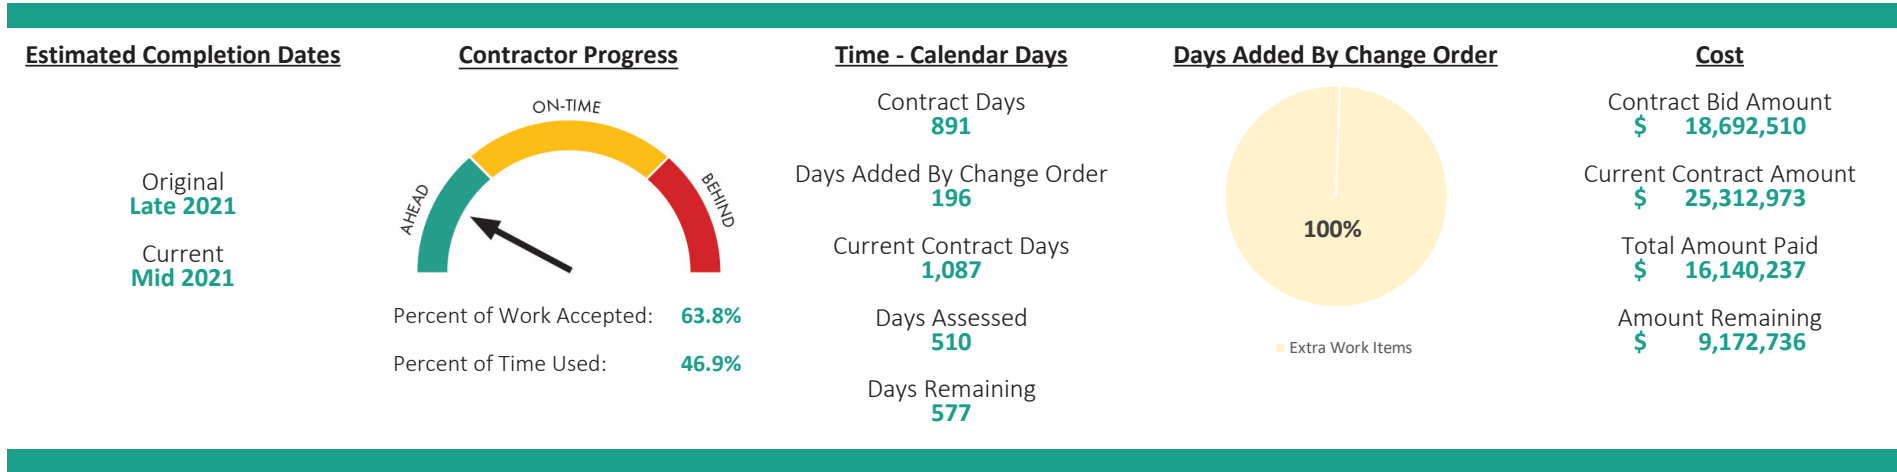 Estimated Completion Dates
Original
Late 2021
Current
Mid 2021
Contractor Progress
ON-TIME
AHEAD
BEHIND
Percent of Work Accepted: 63.8%
Percent of Time Used: 46.9%
Time - Calendar Days
Contract Days
891
Days Added By Change Order
196
Current Contract Days
1,087
Days Assessed
510
Days Remaining
577
Days Added By Change Order
100%
Extra Work Items
Cost
Contract Bid Amount
$ 18,692,510
Current Contract Amount
$ 25,312,973
Total Amount Paid
$ 16,140,237
Amount Remaining
$ 9,172,736